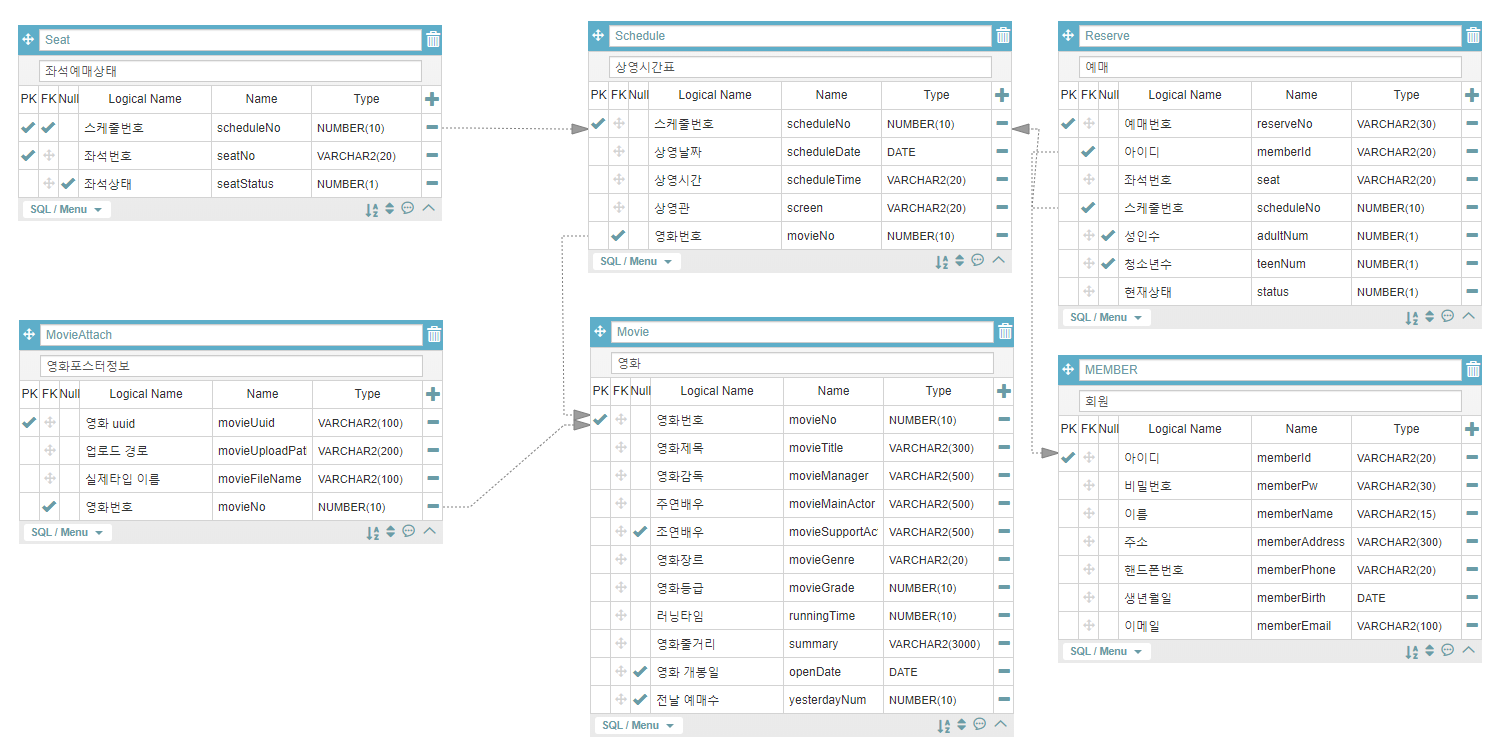 Seat
좌석예매상태
PK FK Null Logical Name Name Type
스케줄번호 scheduleNo NUMBER(10)
좌석번호 seatNo VARCHAR2(20)
좌석상태 seatStatus NUMBER(1)
SQL / Menu
Schedule
상영시간표
PK FK Null Logical Name Name Type
스케줄번호 scheduleNo NUMBER(10)
상영날짜 scheduleDate DATE
상영시간 scheduleTime VARCHAR2(20)
상영관 screen VARCHAR2(20)
영화번호 movieNo NUMBER(10)
SQL / Menu
Reserve
예매
PK FK Null Logical Name Name Type
예매번호 reserveNo VARCHAR2(30)
아이디 memberId VARCHAR2(20)
좌석번호 seat VARCHAR2(20)
스케줄번호 scheduleNo NUMBER(10)
성인수 adultNum NUMBER(1)
청소년수 teenNum NUMBER(1)
현재상태 status NUMBER(1)
SQL / Menu
MovieAttach
영화포스터정보
PK FK Null Logical Name Name Type
영화 uuid movieUuid VARCHAR2(100)
업로드 경로 movieUploadPat VARCHAR2(200)
실제타입 이름 movieFileName VARCHAR2(100)
영화번호 movieNo NUMBER(10)
SQL / Menu
Movie
영화
PK FK Null Logical Name Name Type
영화번호 movieNo NUMBER(10)
영화제목 movieTitle VARCHAR2(300)
영화감독 movieManager VARCHAR2(500)
주연배우 movieMainActor VARCHAR2(500)
조연배우 movieSupportAc VARCHAR2(500)
영화장르 movieGenre VARCHAR2(20)
영화등급 movieGrade NUMBER(10)
러닝타임 runningTime NUMBER(10)
영화줄거리 summary VARCHAR2(3000)
영화 개봉일 openDate DATE
전날 예매수 yesterdayNum NUMBER(10)
SQL / Menu
MEMBER
회원
PK FK Null Logical Name Name Type
아이디 memberId VARCHAR2(20)
비밀번호 memberPw VARCHAR2(30)
이름 memberName VARCHAR2(15)
주소 memberAddress VARCHAR2(300)
핸드폰번호 memberPhone VARCHAR2(20)
생년월일 memberBirth DATE
이메일 memberEmail VARCHAR2(100)
SQL / Menu